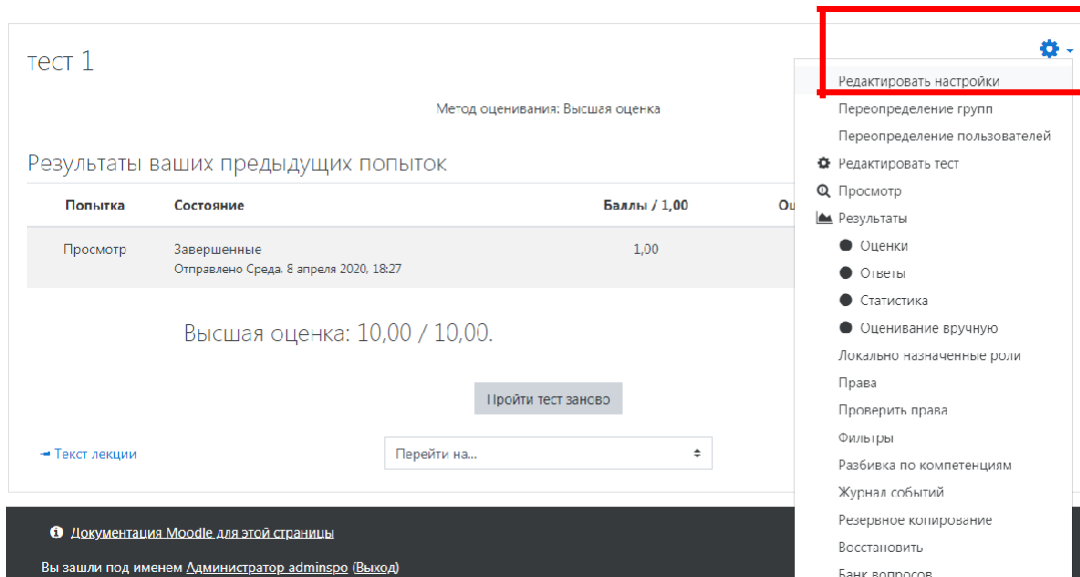 тест 1
Метод оценивания: Высшая оценка
Результаты ваших предыдущих попыток
Попытка Состояние Баллы / 1,00 Оц
Просмотр Завершенные 1,00
Отправлено Среда, 8 апреля 2020, 18:27
Высшая оценка: 10,00 / 10,00.
Пройти тест заново
Текст лекции
Перейти на...
Редактировать настройки
Переопределение групп
Переопределение пользователей
Редактировать тест
Просмотр
Результаты
Оценки
Ответы
Статистика
Оценивание вручную
Локально назначенные роли
Права
Проверить права
Фильтры
Разбивка по компетенциям
Журнал событий
Резервное копирование
Восстановить
Банк вопросов
Документация Moodle для этой страницы
Вы зашли под именем Администратор adminspo (Выход)